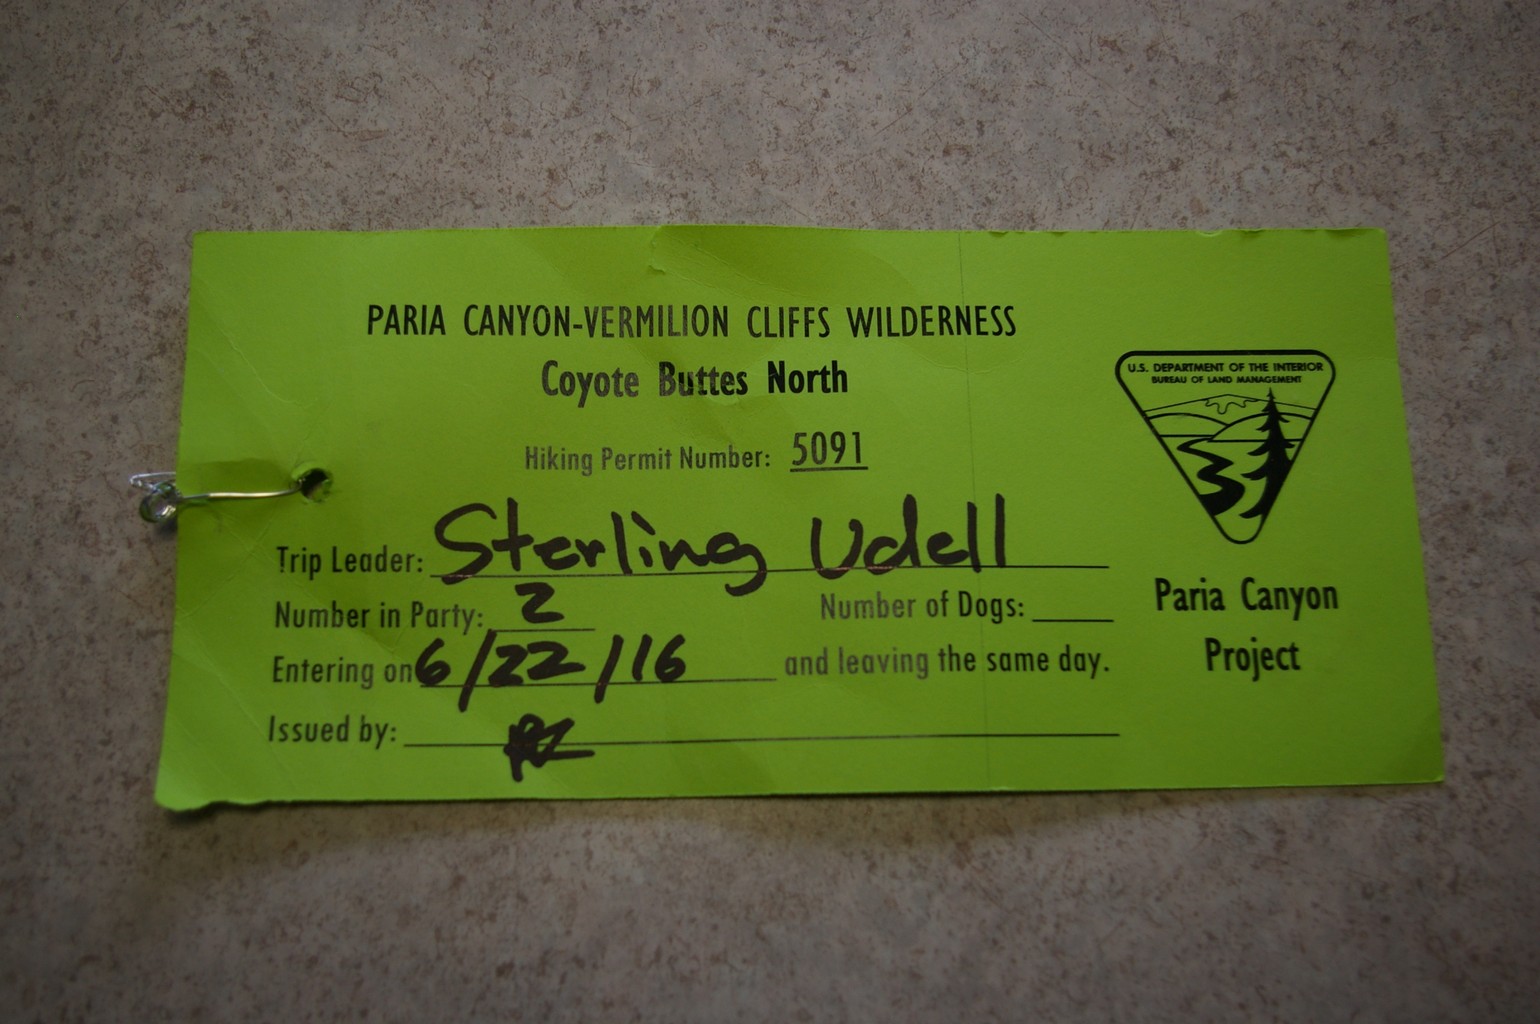 PARIA CANYON-VERMILION CLIFFS WILDERNESS
Coyote Buttes North
Hiking Permit Number: 5091
Trip Leader: Sterling Udell
Number in Party: 2 Number of Dogs:
Entering on 6/22/16 and leaving the same day.
Issued by:
U.S. DEPARTMENT OF THE INTERIOR
BUREAU OF LAND MANAGEMENT
Paria Canyon
Project